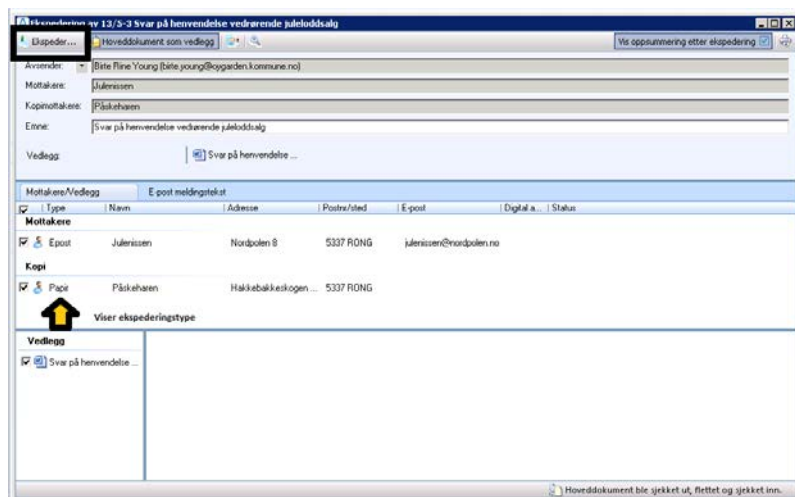 Ekspedering av 13/5-3 Svar på henvendelse vedrørende juleloddsalg
Ekspeder... Hoveddokument som vedlegg Vis oppsummering etter ekspedering
Avsender: Birte Rine Young (birte.young@oygarden.kommune.no)
Mottakere: Julenissen
Kopimottakere: Påskeharen
Emne: Svar på henvendelse vedrørende juleloddsalg
Vedlegg: Svar på henvendelse ...
Mottakere/Vedlegg E-post meldingstekst
Type Navn Adresse Postnr/sted E-post Digital a... Status
Mottakere
Epost Julenissen Nordpolen 8 5337 RONG julenissen@nordpolen.no
Kopi
Papir Påskeharen Hakkebakkeskogen ... 5337 RONG
Viser ekspederingstype
Vedlegg
Svar på henvendelse ...
Hoveddokument ble sjekket ut, flettet og sjekket inn.